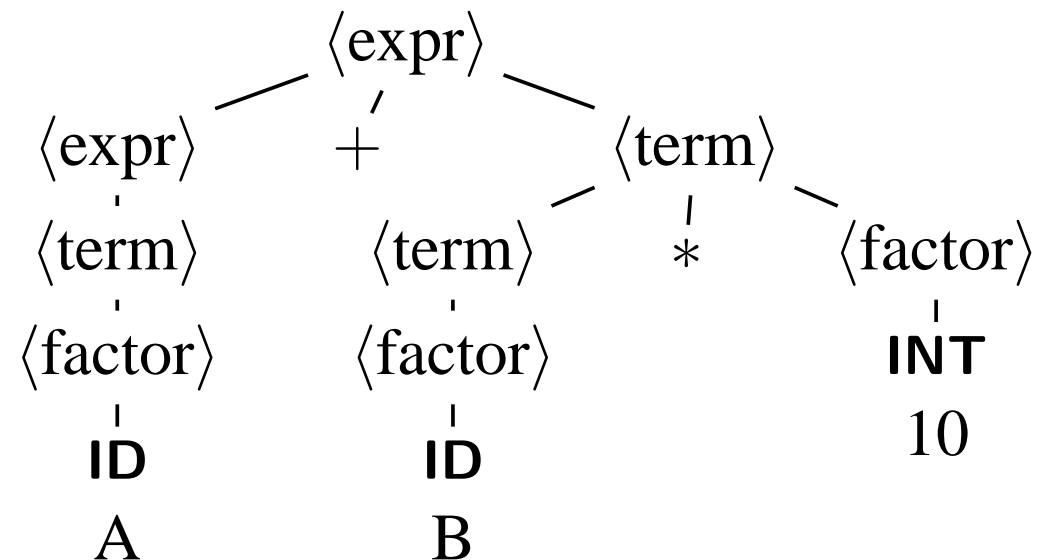 ⟨expr⟩
⟨expr⟩ + ⟨term⟩
⟨term⟩ ⟨term⟩ * ⟨factor⟩
⟨factor⟩ ⟨factor⟩ INT
ID ID 10
A B